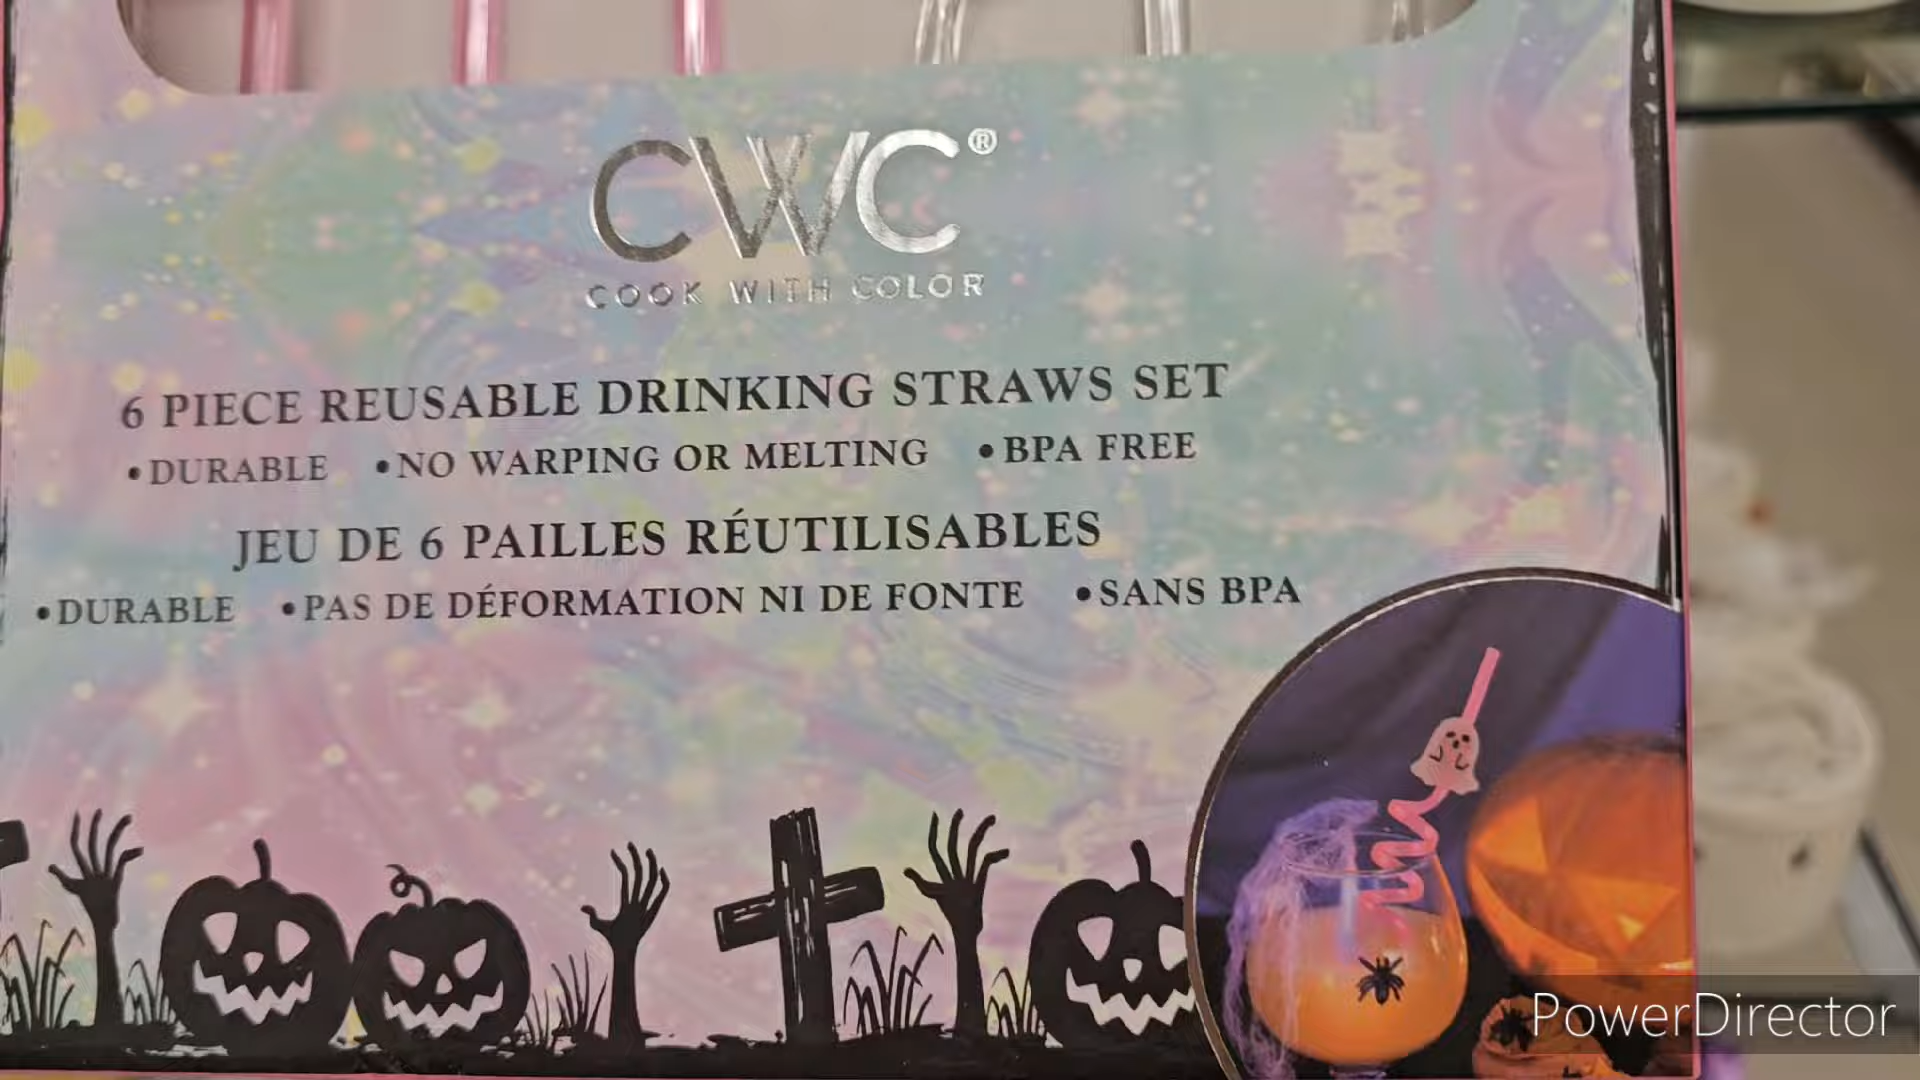 CWC®
COOK WITH COLOR
6 PIECE REUSABLE DRINKING STRAWS SET
•DURABLE •NO WARPING OR MELTING •BPA FREE
JEU DE 6 PAILLES RÉUTILISABLES
•DURABLE •PAS DE DÉFORMATION NI DE FONTE •SANS BPA
PowerDirector